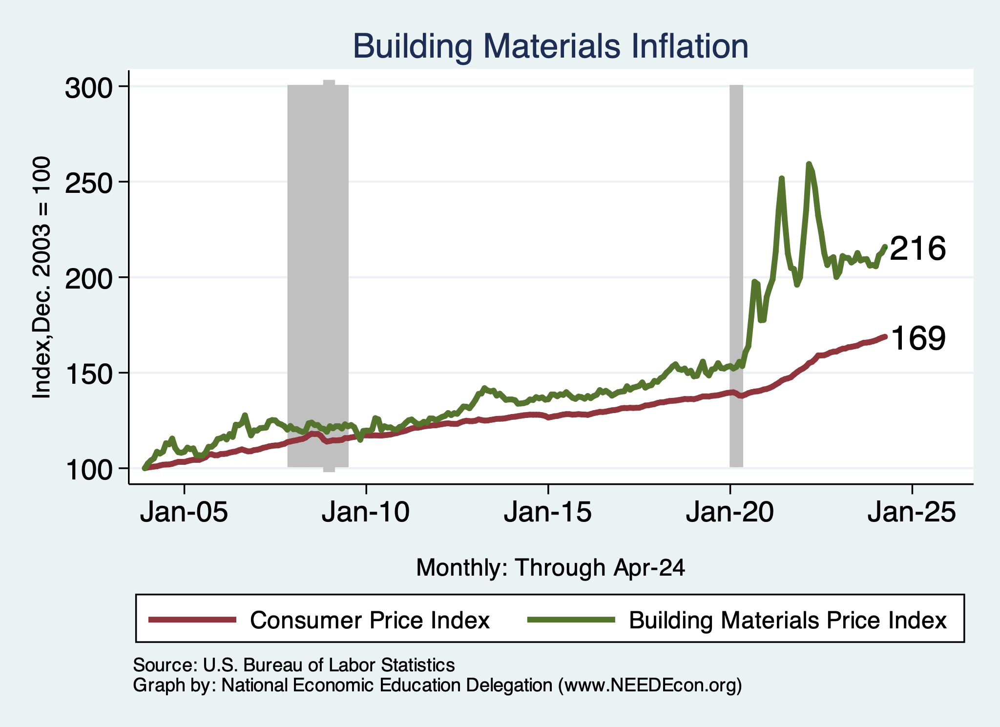 Building Materials Inflation
Index,Dec. 2003 = 100
300
250
200
150
100
216
169
Jan-05 Jan-10 Jan-15 Jan-20 Jan-25
Monthly: Through Apr-24
Consumer Price Index Building Materials Price Index
Source: U.S. Bureau of Labor Statistics
Graph by: National Economic Education Delegation (www.NEEDEcon.org)